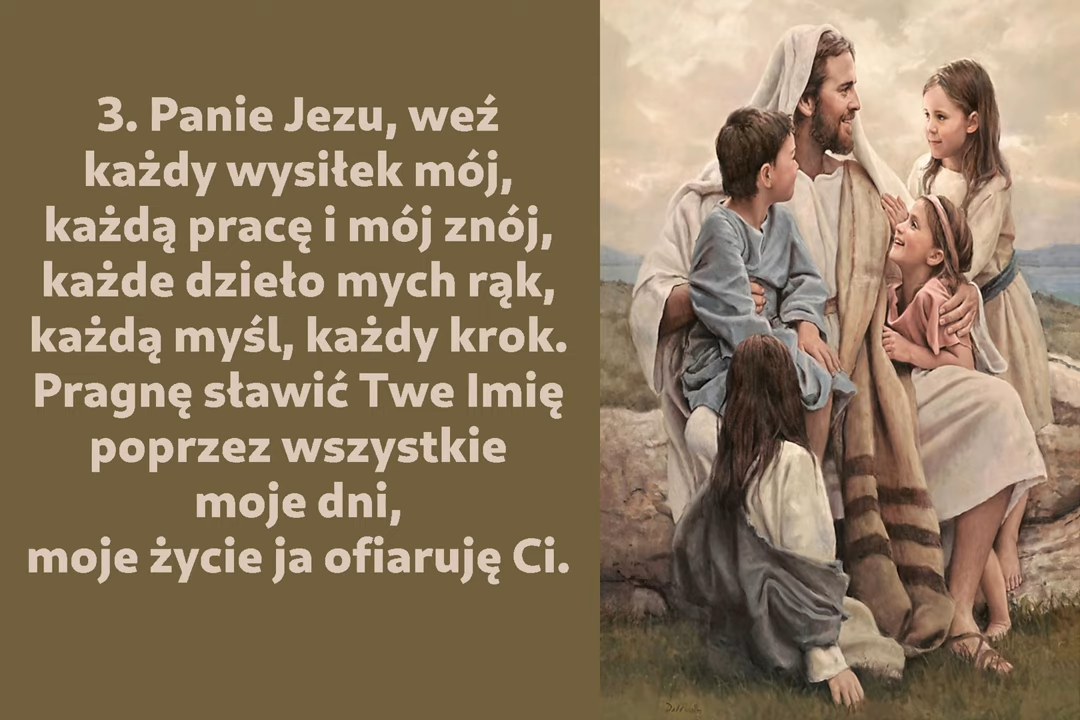 3. Panie Jezu, weź
każdy wysiłek mój,
każdą pracę i mój znój,
każde dzieło mych rąk,
każdą myśl, każdy krok.
Pragnę sławić Twe Imię
poprzez wszystkie
moje dni,
moje życie ja ofiaruję Ci.